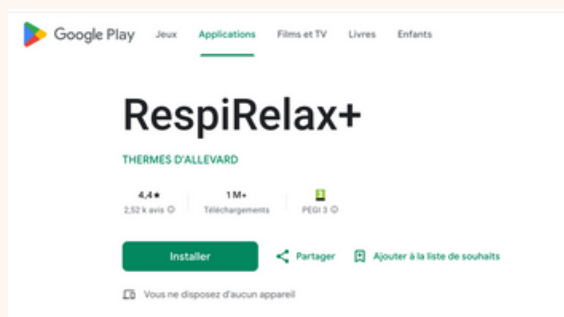 Google Play Jeux Applications Films et TV Livres Enfants
RespiRelax+
THERMES D'ALLEVARD
4,4★ 1 M+ 3
2,52 k avis Téléchargements PEGI 3
Installer Partager Ajouter à la liste de souhaits
Vous ne disposez d'aucun appareil